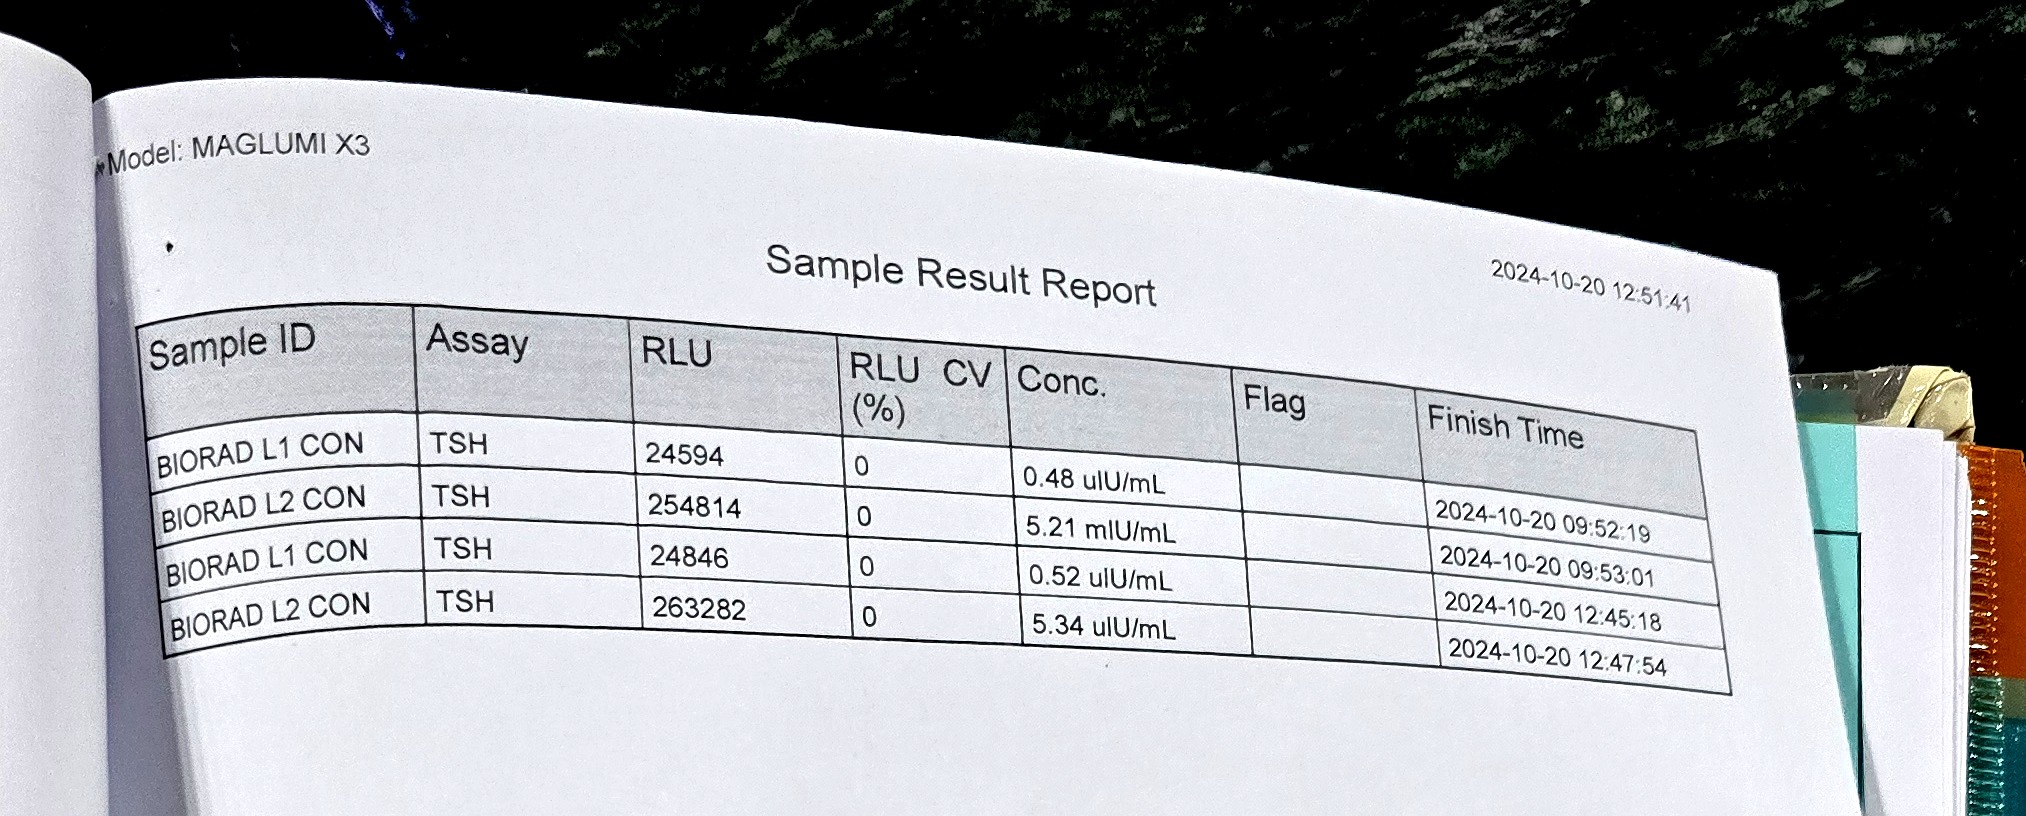 Model: MAGLUMI X3
Sample Result Report
2024-10-20 12:51:41
Sample ID Assay RLU RLU CV (%) Conc. Flag Finish Time
BIORAD L1 CON TSH 24594 0 0.48 uIU/mL 2024-10-20 09:52:19
BIORAD L2 CON TSH 254814 0 5.21 mIU/mL 2024-10-20 09:53:01
BIORAD L1 CON TSH 24846 0 0.52 uIU/mL 2024-10-20 12:45:18
BIORAD L2 CON TSH 263282 0 5.34 uIU/mL 2024-10-20 12:47:54